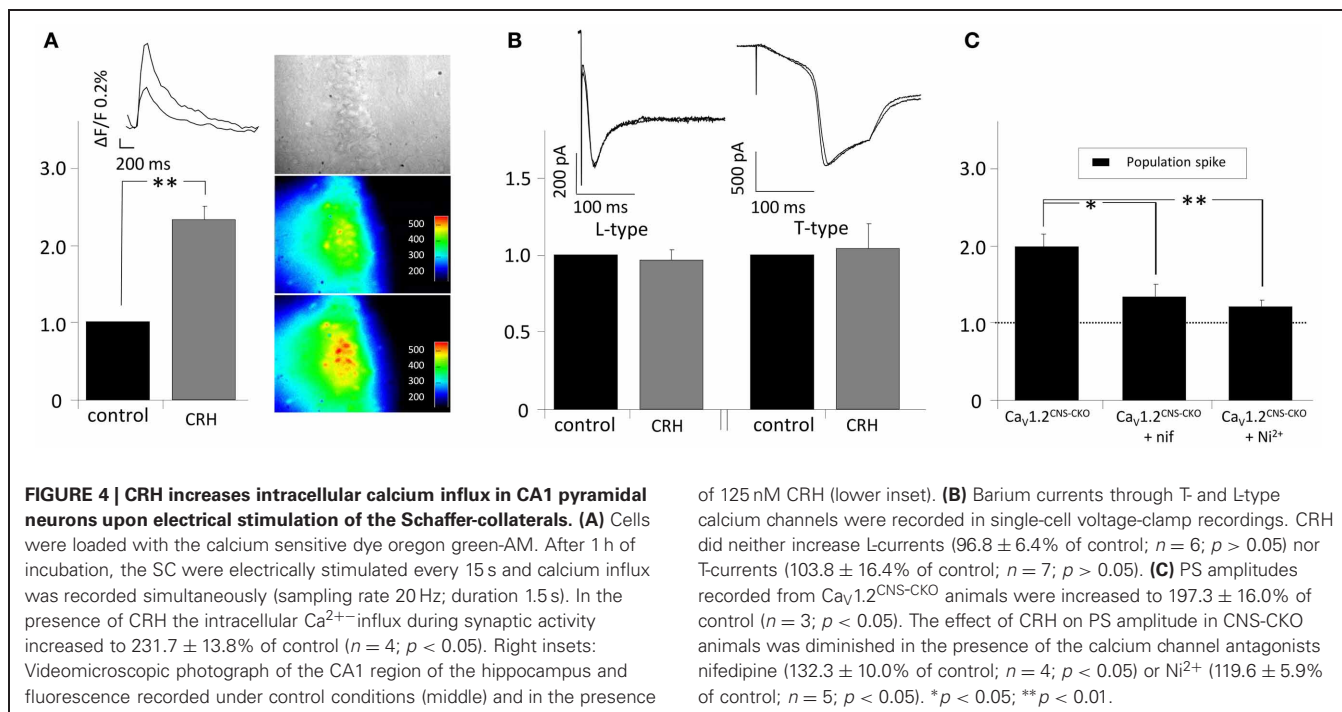 A
ΔF/F 0.2%
200 ms
3.0
2.0
1.0
0
**
control
CRH
500
400
300
200
500
400
300
200
B
200 pA
100 ms
500 pA
100 ms
L-type
T-type
1.5
1.0
0.5
0
control
CRH
control
CRH
C
3.0
2.0
1.0
0
Population spike
*
**
CaV1.2CNS-CKO
CaV1.2CNS-CKO
+ nif
CaV1.2CNS-CKO
+ Ni2+
FIGURE 4 | CRH increases intracellular calcium influx in CA1 pyramidal
neurons upon electrical stimulation of the Schaffer-collaterals. (A) Cells
were loaded with the calcium sensitive dye oregon green-AM. After 1 h of
incubation, the SC were electrically stimulated every 15 s and calcium influx
was recorded simultaneously (sampling rate 20 Hz; duration 1.5 s). In the
presence of CRH the intracellular Ca2+−influx during synaptic activity
increased to 231.7 ± 13.8% of control (n = 4; p < 0.05). Right insets:
Videomicroscopic photograph of the CA1 region of the hippocampus and
fluorescence recorded under control conditions (middle) and in the presence
of 125 nM CRH (lower inset). (B) Barium currents through T- and L-type
calcium channels were recorded in single-cell voltage-clamp recordings. CRH
did neither increase L-currents (96.8 ± 6.4% of control; n = 6; p > 0.05) nor
T-currents (103.8 ± 16.4% of control; n = 7; p > 0.05). (C) PS amplitudes
recorded from CaV1.2CNS-CKO animals were increased to 197.3 ± 16.0% of
control (n = 3; p < 0.05). The effect of CRH on PS amplitude in CNS-CKO
animals was diminished in the presence of the calcium channel antagonists
nifedipine (132.3 ± 10.0% of control; n = 4; p < 0.05) or Ni2+ (119.6 ± 5.9%
of control; n = 5; p < 0.05). *p < 0.05; **p < 0.01.